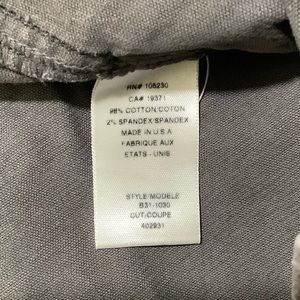 RN# 106230
CA# 19371
98% COTTON/COTON
2% SPANDEX/SPANDEX
MADE IN U.S.A
FABRIQUE AUX
ETATS - UNIS
STYLE/MODELE
B31-1030
CUT/COUPE
402931